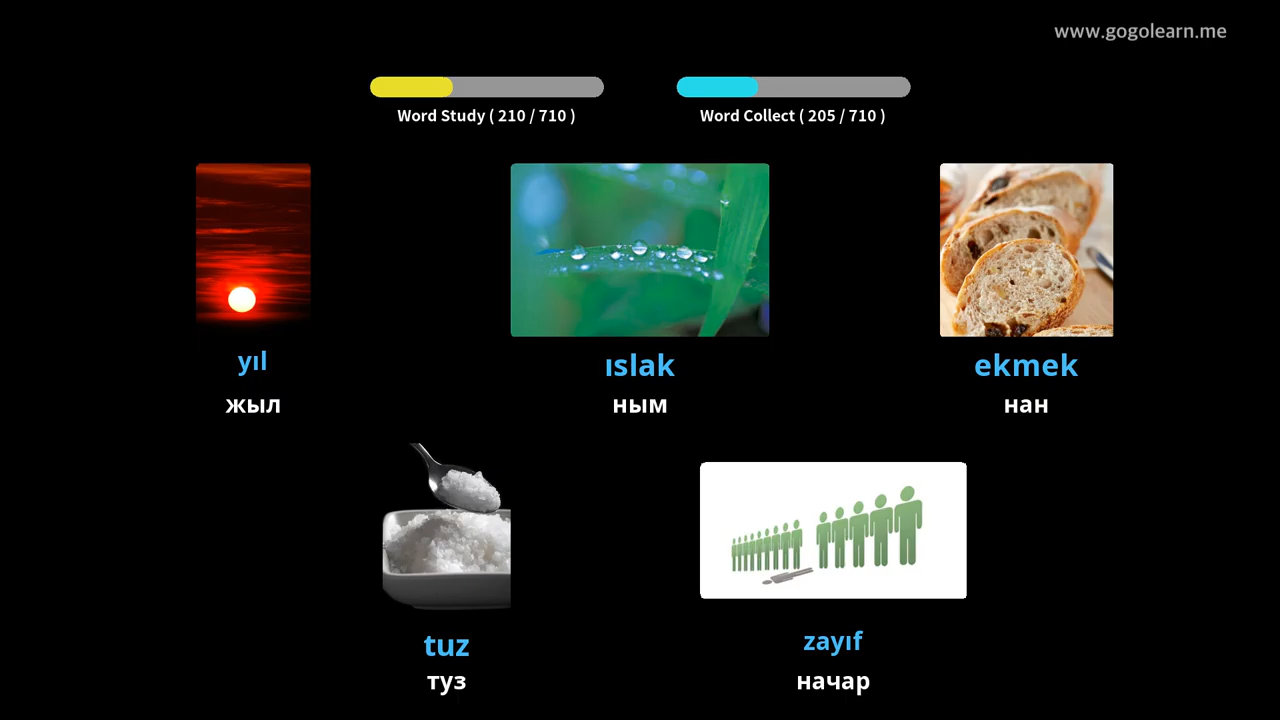 www.gogolearn.me
Word Study ( 210 / 710 )
Word Collect ( 205 / 710 )
yıl
жыл
ıslak
ным
ekmek
нан
tuz
туз
zayıf
начар